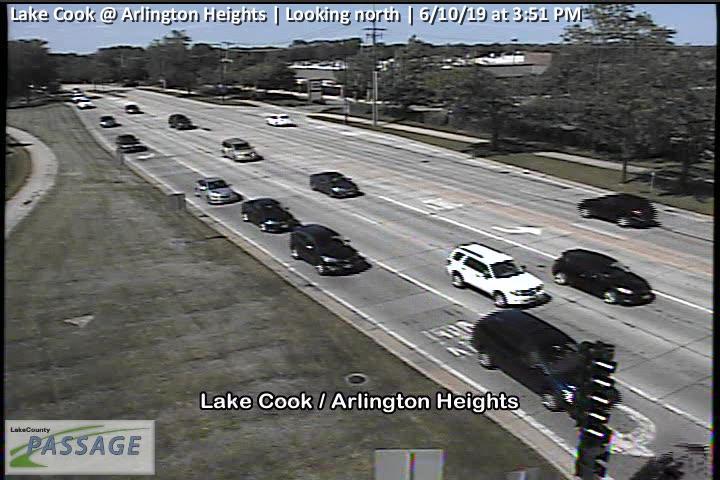 Lake Cook @ Arlington Heights | Looking north | 6/10/19 at 3:51 PM
Lake Cook / Arlington Heights
LakeCounty
PASSAGE